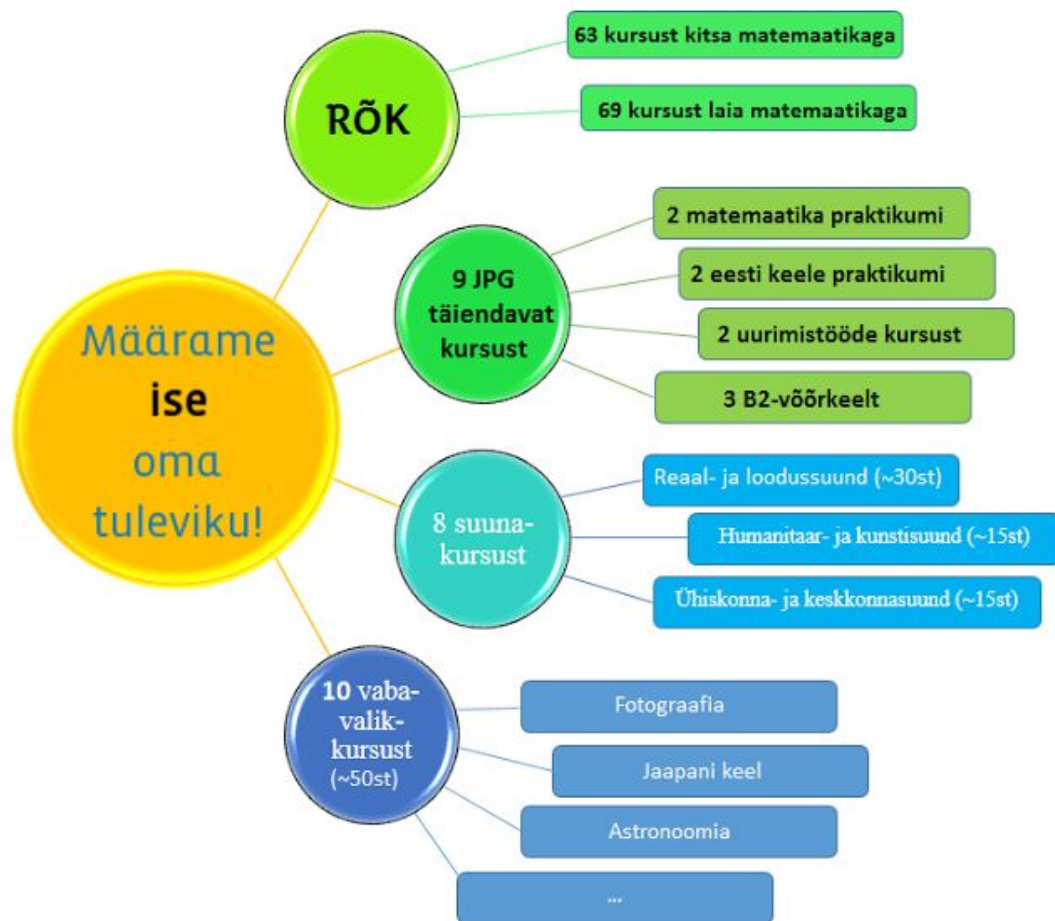 Määrame
ise
oma
tuleviku!
RÕK
63 kursust kitsa matemaatikaga
69 kursust laia matemaatikaga
9 JPG
täiendavat
kursust
2 matemaatika praktikumi
2 eesti keele praktikumi
2 uurimistööde kursust
3 B2-võõrkeelt
8 suuna-
kursust
Reaal- ja loodussuund (~30st)
Humanitaar- ja kunstisuund (~15st)
Ühiskonna- ja keskkonnasuund (~15st)
10 vaba-
valik-
kursust
(~50st)
Fotograafia
Jaapani keel
Astronoomia
...